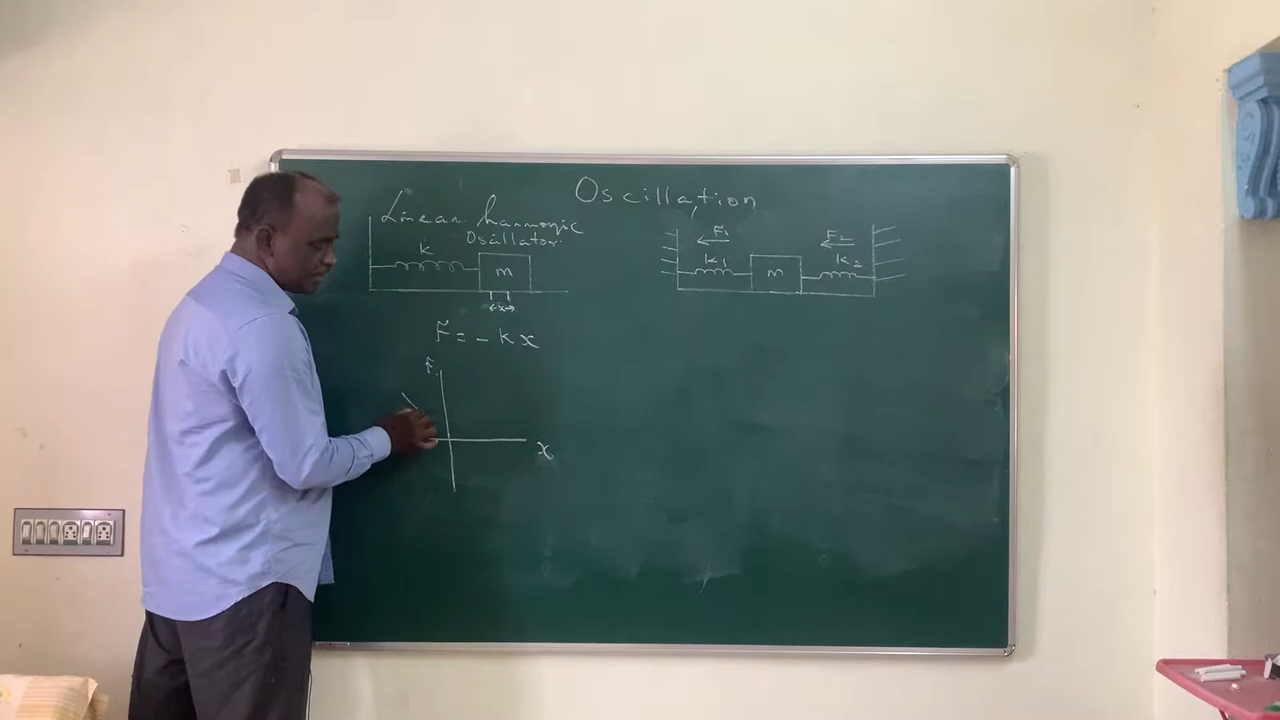 Oscillation
Linear harmonic
Oscillator.
k
m
x
F = - k x
F
x
F1
F2
k1
k2
m